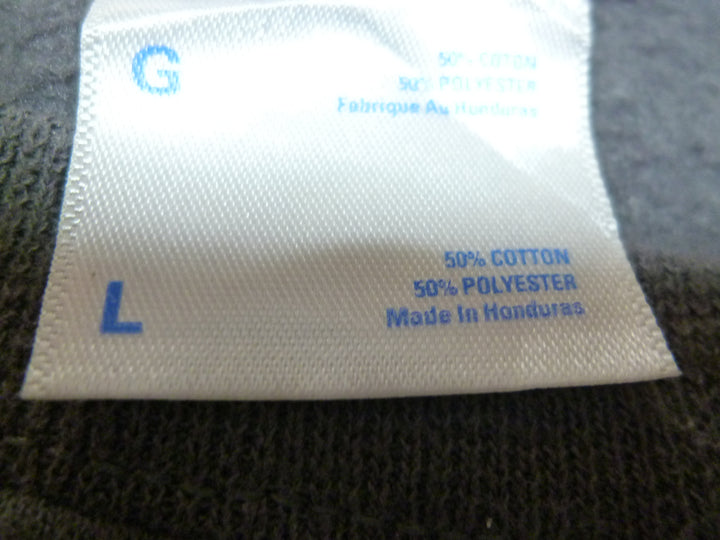 G
50% COTTON
50% POLYESTER
Fabrique Au Honduras
L
50% COTTON
50% POLYESTER
Made In Honduras